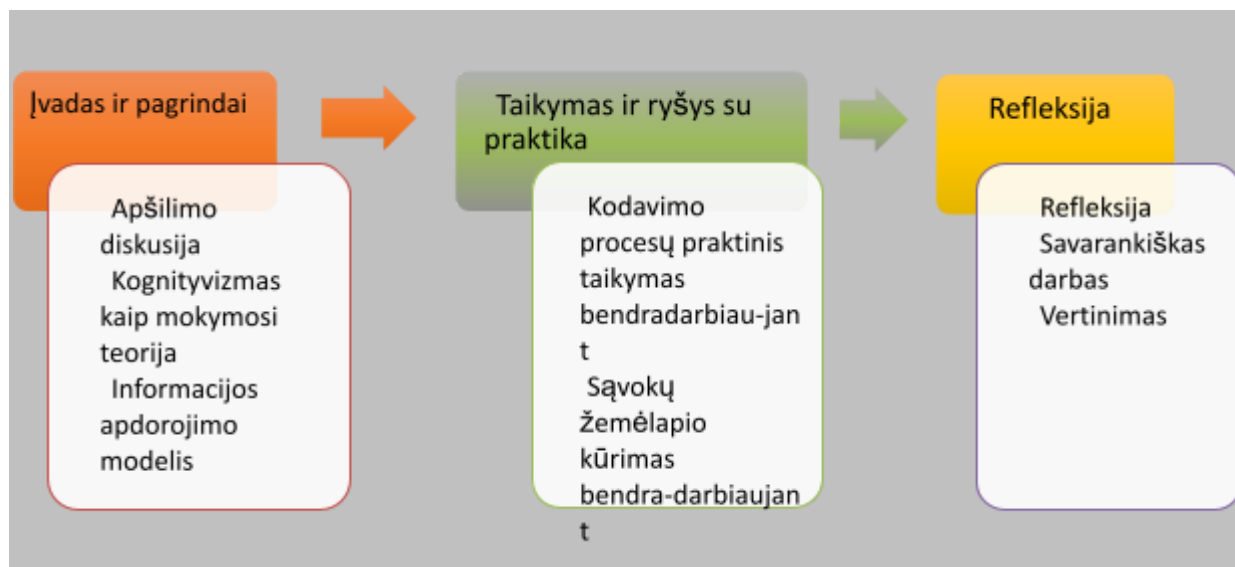 Įvadas ir pagrindai
Apšilimo
diskusija
Kognityvizmas
kaip mokymosi
teorija
Informacijos
apdorojimo
modelis
Taikymas ir ryšys su
praktika
Kodavimo
procesų praktinis
taikymas
bendradarbiau-jan
t
Sąvokų
žemėlapio
kūrimas
bendra-darbiaujan
t
Refleksija
Refleksija
Savarankiškas
darbas
Vertinimas